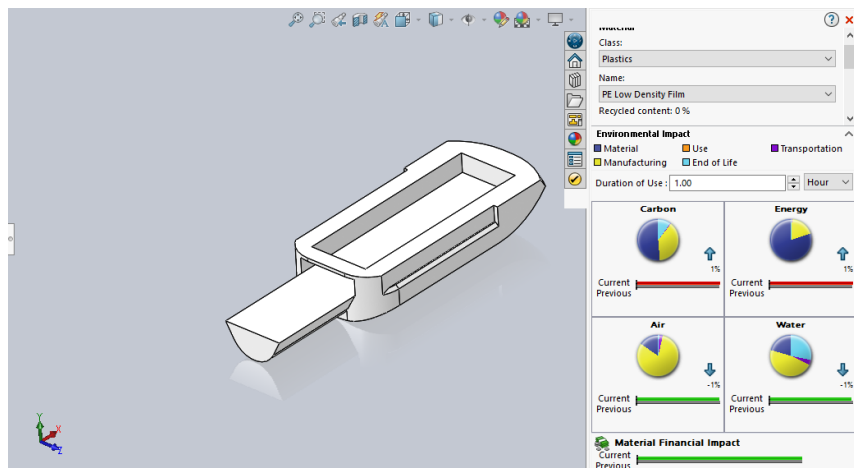 Material
Class:
Plastics
Name:
PE Low Density Film
Recycled content: 0 %
Environmental Impact
Material Use Transportation
Manufacturing End of Life
Duration of Use : 1.00 Hour
Carbon Energy
1% 1%
Current Current
Previous Previous
Air Water
-1% -1%
Current Current
Previous Previous
Material Financial Impact
Current
Previous
Y
X
Z